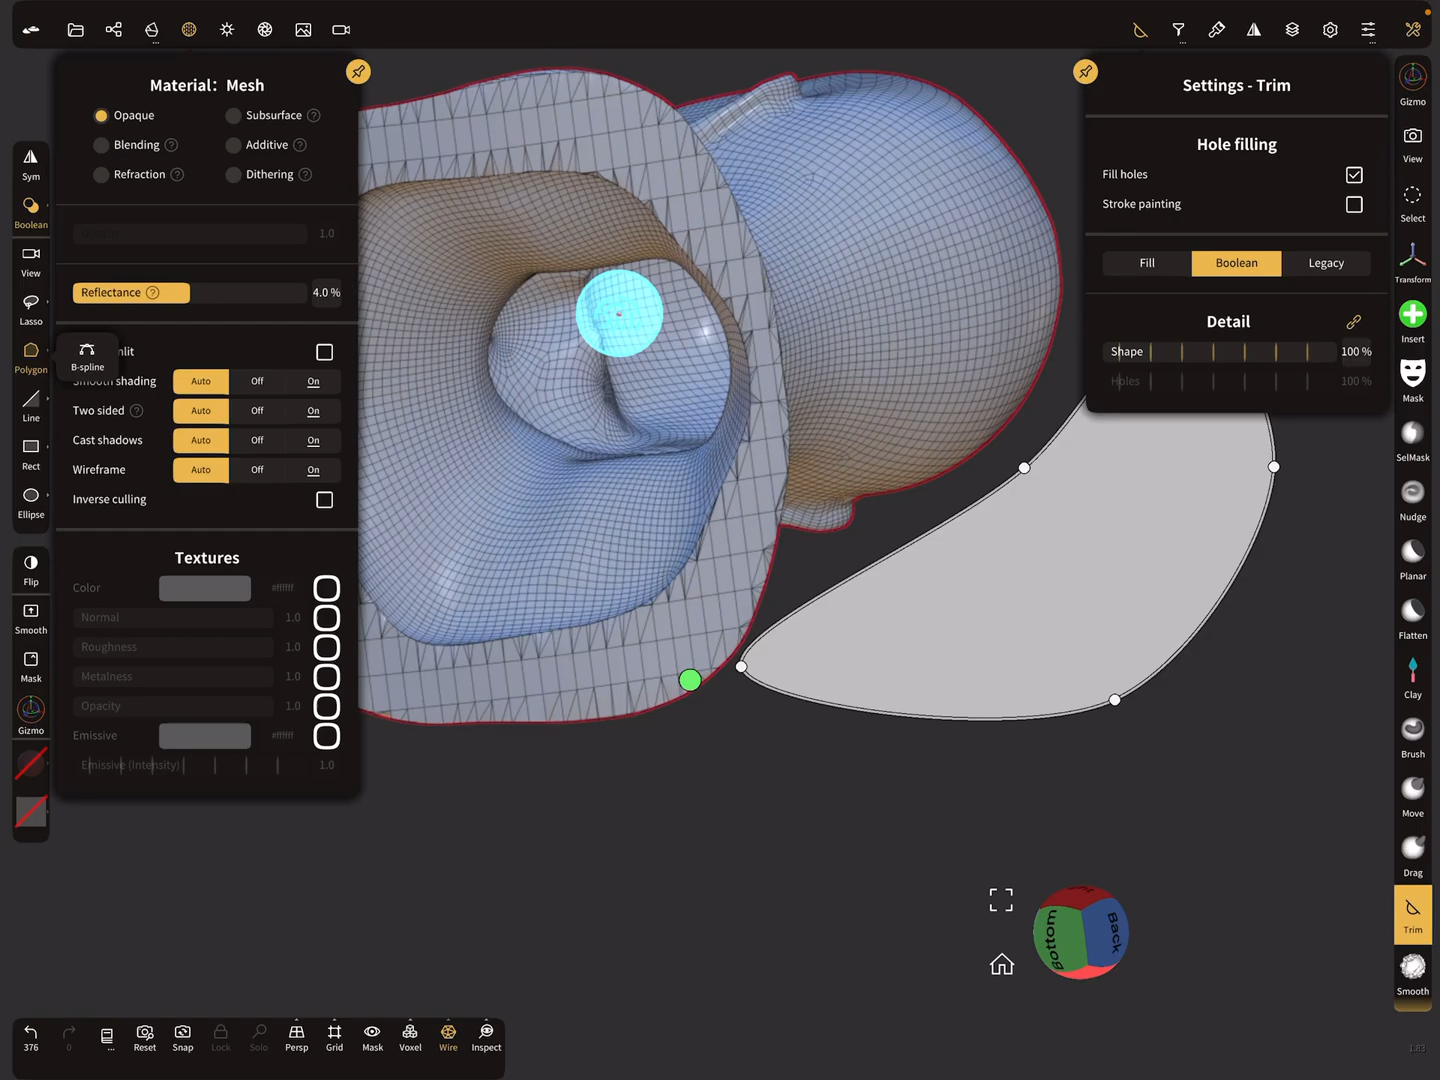 Material: Mesh
Opaque
Subsurface ?
Blending ?
Additive ?
Refraction ?
Dithering ?
1.0
Reflectance ?
4.0 %
nlit
Smooth shading
Auto
Off
On
Two sided ?
Auto
Off
On
Cast shadows
Auto
Off
On
Wireframe
Auto
Off
On
Inverse culling
Textures
Color
#ffffff
Normal
1.0
Roughness
1.0
Metalness
1.0
Opacity
1.0
Emissive
#ffffff
Emissive (Intensity)
1.0
Sym
Boolean
View
Lasso
Polygon
B-spline
Line
Rect
Ellipse
Flip
Smooth
Mask
Gizmo
Settings - Trim
Hole filling
Fill holes
Stroke painting
Fill
Boolean
Legacy
Detail
Shape
100 %
Holes
100 %
Gizmo
View
Select
Transform
Insert
Mask
SelMask
Nudge
Planar
Flatten
Clay
Brush
Move
Drag
Trim
Smooth
Bottom
Back
376
0
...
Reset
Snap
Lock
Solo
Persp
Grid
Mask
Voxel
Wire
Inspect
1.83